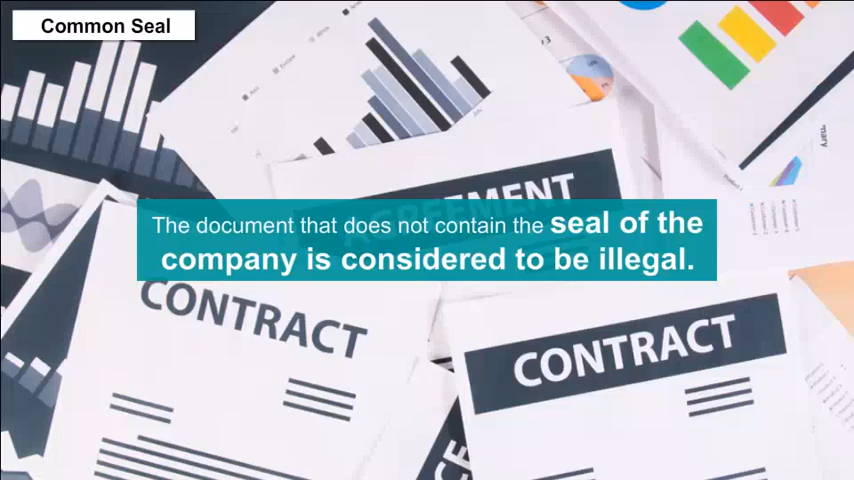 Common Seal
AGREEMENT
The document that does not contain the seal of the
company is considered to be illegal.
CONTRACT
CONTRACT